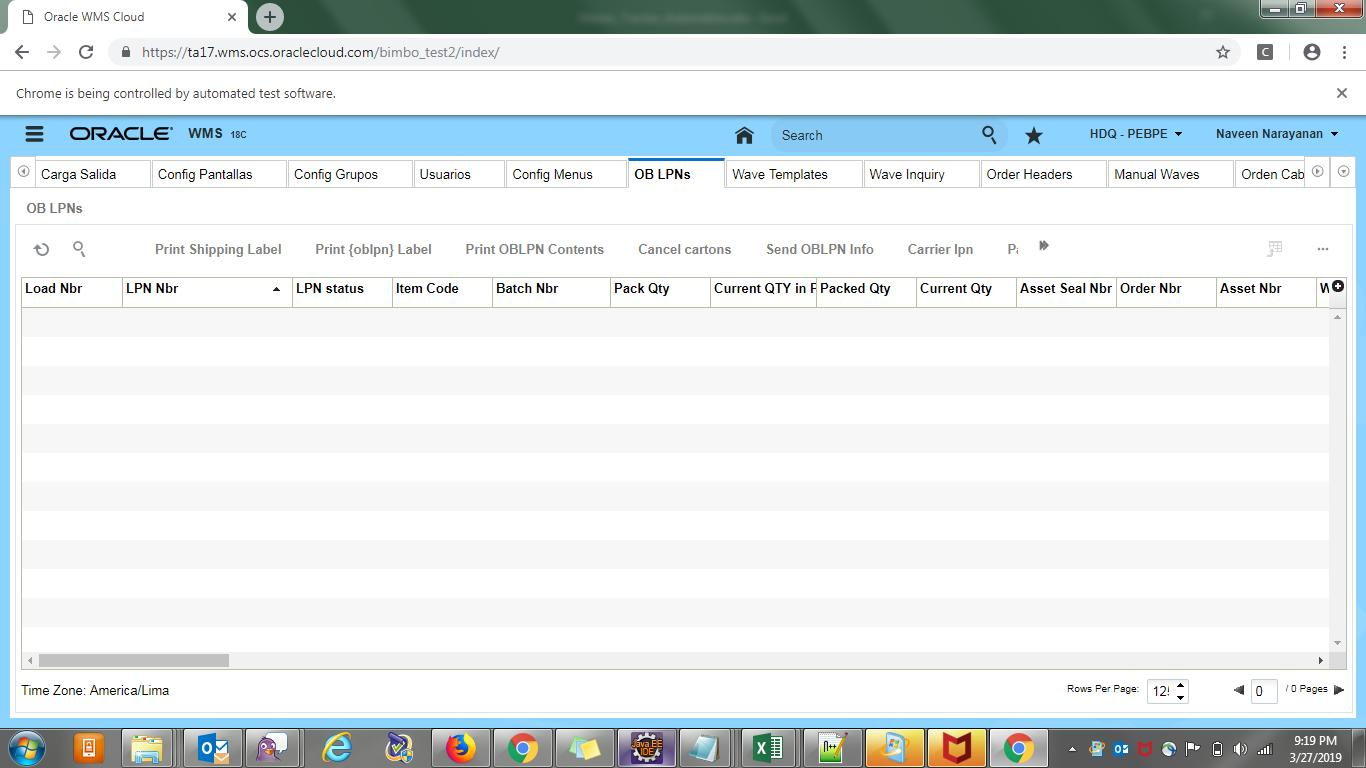 Oracle WMS Cloud
https://ta17.wms.ocs.oraclecloud.com/bimbo_test2/index/
C
Chrome is being controlled by automated test software.
ORACLE WMS 18C
Search
HDQ - PEBPE
Naveen Narayanan
Carga Salida Config Pantallas Config Grupos Usuarios Config Menus OB LPNs Wave Templates Wave Inquiry Order Headers Manual Waves Orden Cab
OB LPNs
Print Shipping Label Print {oblpn} Label Print OBLPN Contents Cancel cartons Send OBLPN Info Carrier lpn
Load Nbr LPN Nbr LPN status Item Code Batch Nbr Pack Qty Current QTY in Packed Qty Current Qty Asset Seal Nbr Order Nbr Asset Nbr
Time Zone: America/Lima
Rows Per Page: 12
0 / 0 Pages
Java EE
IDE
N++
9:19 PM
3/27/2019